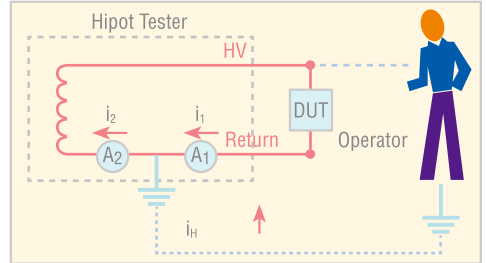 Hipot Tester
HV
i2
i1
DUT
A2
A1
Return
Operator
iH